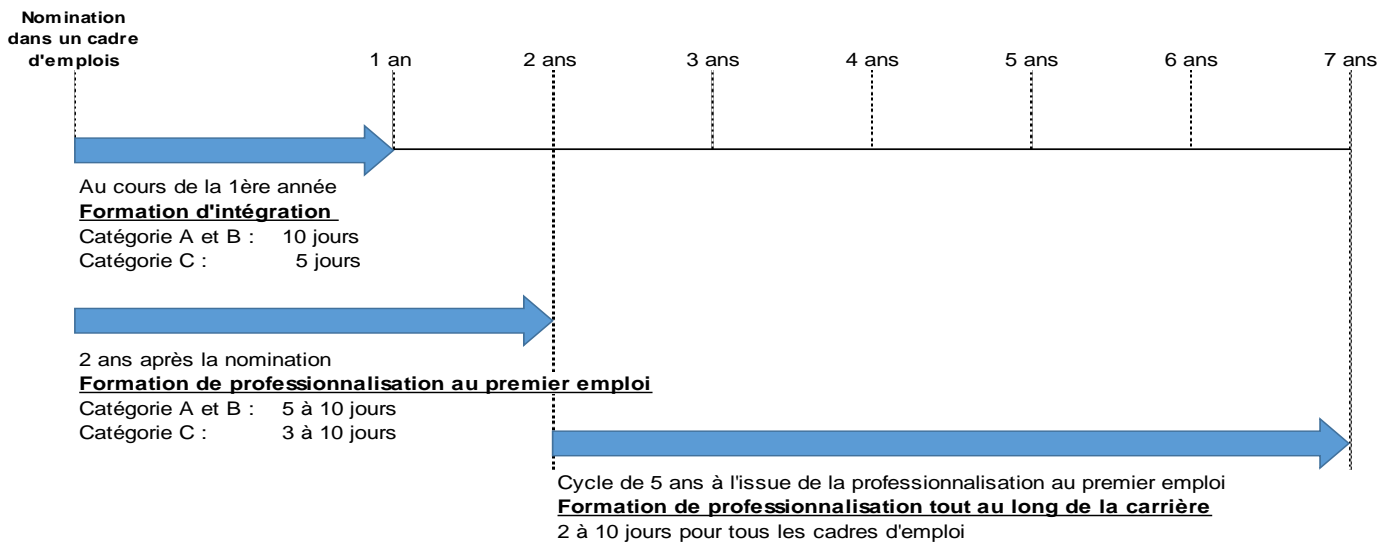 Nomination
dans un cadre
d'emplois
1 an
2 ans
3 ans
4 ans
5 ans
6 ans
7 ans
Au cours de la 1ère année
Formation d'intégration
Catégorie A et B : 10 jours
Catégorie C : 5 jours
2 ans après la nomination
Formation de professionnalisation au premier emploi
Catégorie A et B : 5 à 10 jours
Catégorie C : 3 à 10 jours
Cycle de 5 ans à l'issue de la professionnalisation au premier emploi
Formation de professionnalisation tout au long de la carrière
2 à 10 jours pour tous les cadres d'emploi